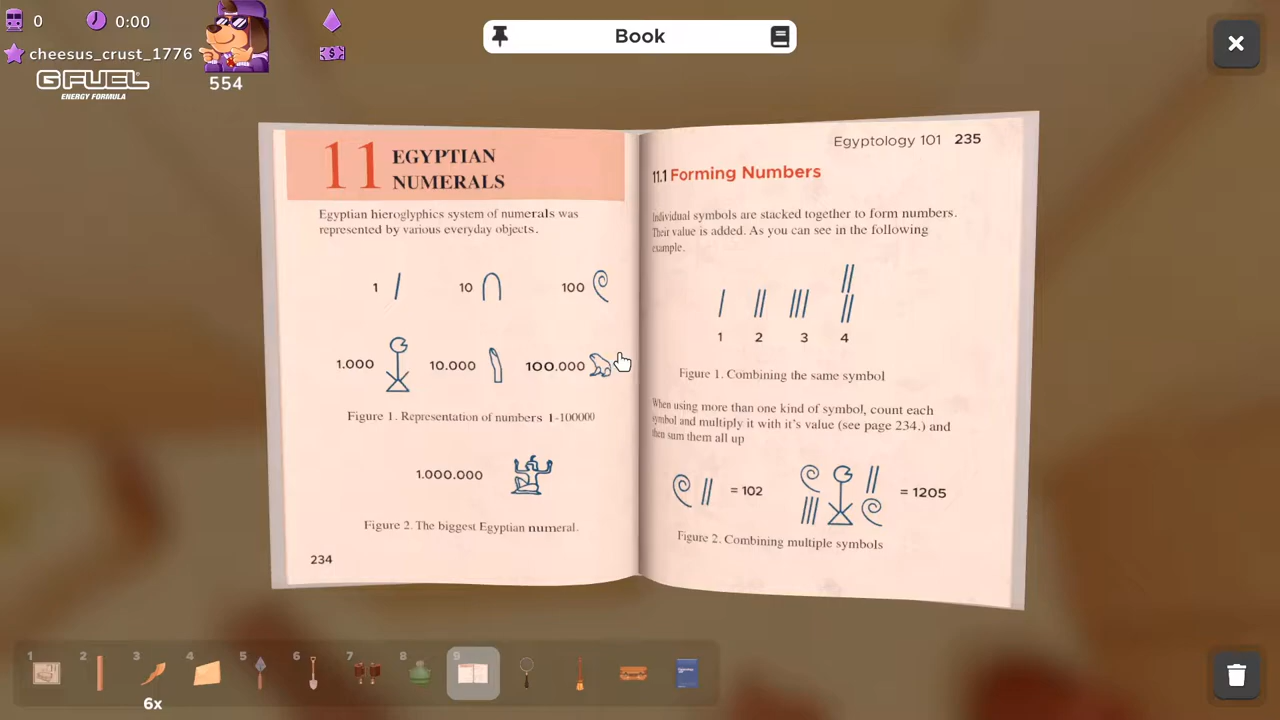 0
0:00
cheesus_crust_1776
G FUEL
ENERGY FORMULA
554
Book
11 EGYPTIAN
NUMERALS
Egyptian hieroglyphics system of numerals was
represented by various everyday objects.
1 10 100
1.000 10.000 100.000
Figure 1. Representation of numbers 1-100000
1.000.000
Figure 2. The biggest Egyptian numeral.
234
Egyptology 101 235
11.1 Forming Numbers
Individual symbols are stacked together to form numbers.
Their value is added. As you can see in the following
example.
1 2 3 4
Figure 1. Combining the same symbol
When using more than one kind of symbol, count each
symbol and multiply it with it's value (see page 234.) and
then sum them all up
= 102 = 1205
Figure 2. Combining multiple symbols
1 2 3 4 5 6 7 8 9
6x